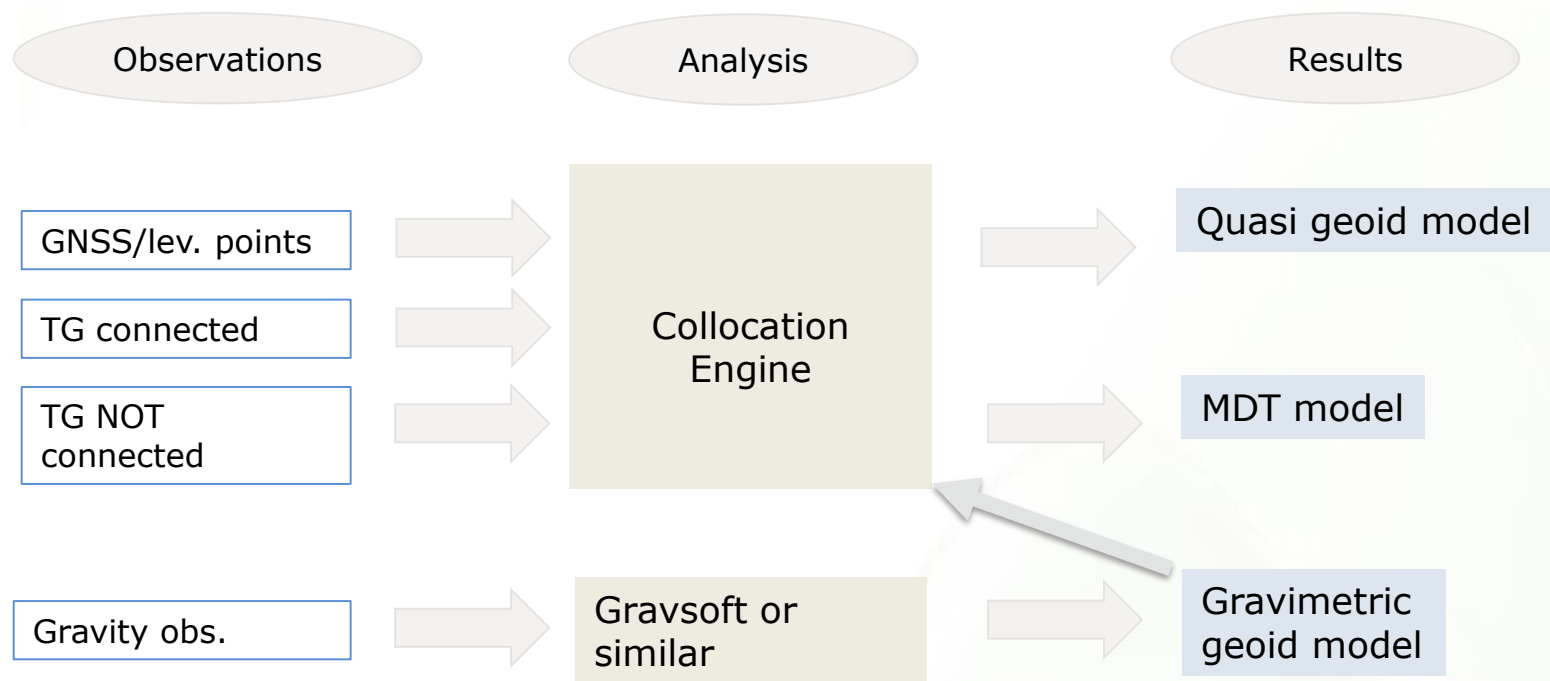 Observations
Analysis
Results
GNSS/lev. points
TG connected
TG NOT
connected
Collocation
Engine
Quasi geoid model
MDT model
Gravity obs.
Gravsoft or
similar
Gravimetric
geoid model